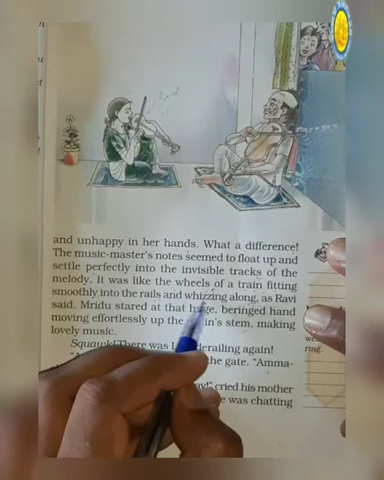 and unhappy in her hands. What a difference!
The music-master's notes seemed to float up and
settle perfectly into the invisible tracks of the
melody. It was like the wheels of a train fitting
smoothly into the rails and whizzing along, as Ravi
said. Mridu stared at that huge, beringed hand
moving effortlessly up the in's stem, making
lovely music.
Squawk! There was L derailing again!
the gate. "Amma-
cried his mother
e was chatting
ring.